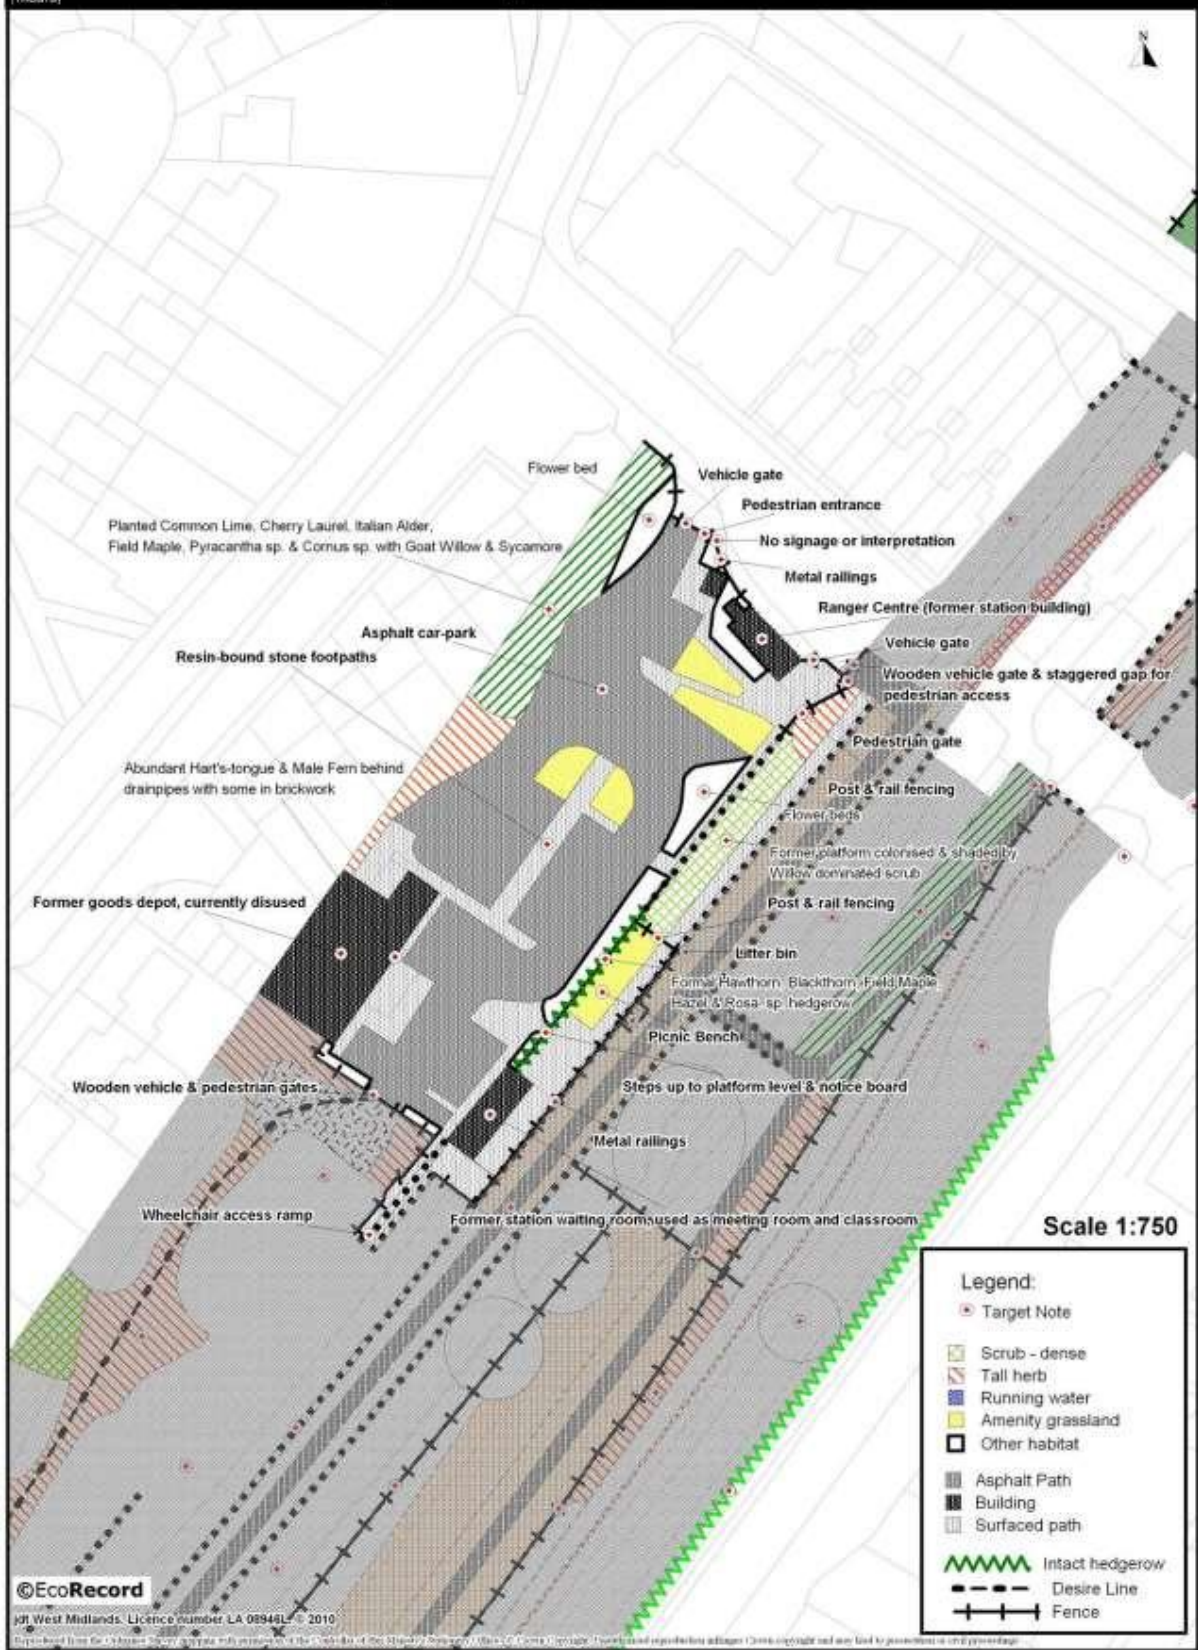 N
Flower bed
Vehicle gate
Pedestrian entrance
Planted Common Lime, Cherry Laurel, Italian Alder,
Field Maple, Pyracantha sp. & Cornus sp. with Goat Willow & Sycamore
No signage or interpretation
Metal railings
Ranger Centre (former station building)
Asphalt car-park
Vehicle gate
Resin-bound stone footpaths
Wooden vehicle gate & staggered gap for
pedestrian access
Pedestrian gate
Abundant Hart's-tongue & Male Fern behind
drainpipes with some in brickwork
Post & rail fencing
Flower beds
Former platform colonised & shaded by
Willow dominated scrub
Former goods depot, currently disused
Post & rail fencing
Litter bin
Formal Hawthorn, Blackthorn, Field Maple,
Hazel & Rosa sp. hedgerow
Picnic Bench
Wooden vehicle & pedestrian gates
Steps up to platform level & notice board
Metal railings
Wheelchair access ramp
Former station waiting room, used as meeting room and classroom
Scale 1:750
Legend:
Target Note
Scrub - dense
Tall herb
Running water
Amenity grassland
Other habitat
Asphalt Path
Building
Surfaced path
Intact hedgerow
Desire Line
Fence
©EcoRecord
jdt West Midlands. Licence number LA 08946L. © 2010